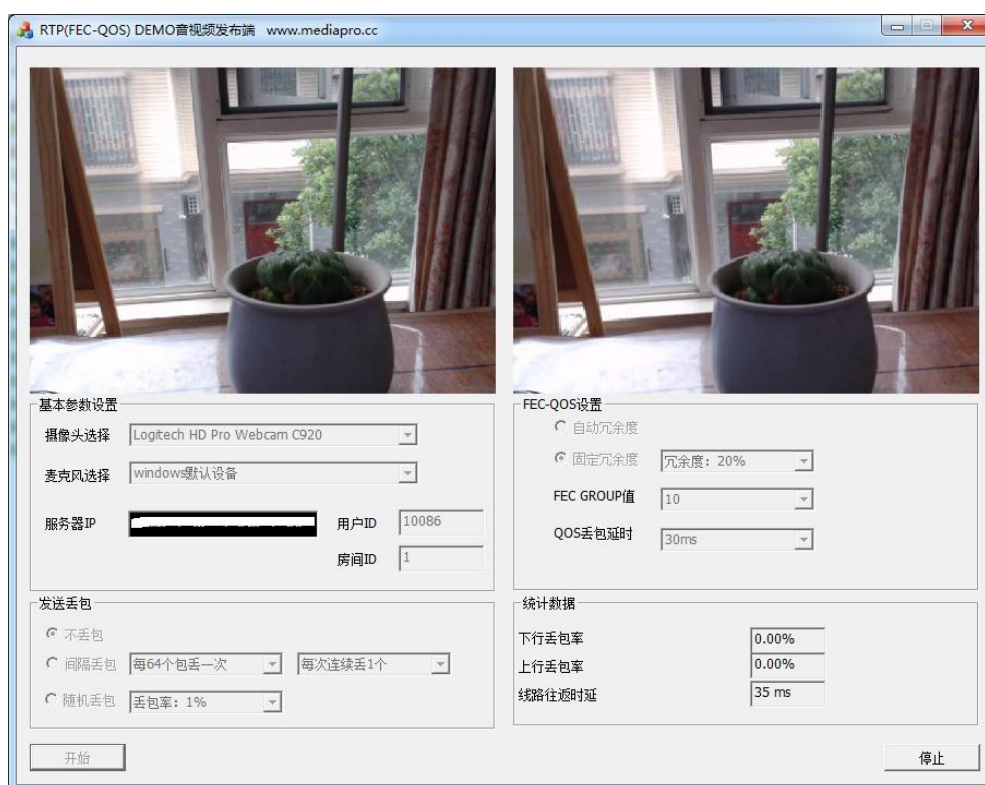 RTP(FEC-QOS) DEMO音视频发布端 www.mediapro.cc
基本参数设置
摄像头选择 Logitech HD Pro Webcam C920
麦克风选择 windows默认设备
服务器IP 用户ID 10086
房间ID 1
FEC-QOS设置
自动冗余度
固定冗余度 冗余度：20%
FEC GROUP值 10
QOS丢包延时 30ms
发送丢包
不丢包
间隔丢包 每64个包丢一次 每次连续丢1个
随机丢包 丢包率：1%
统计数据
下行丢包率 0.00%
上行丢包率 0.00%
线路往返时延 35 ms
开始 停止